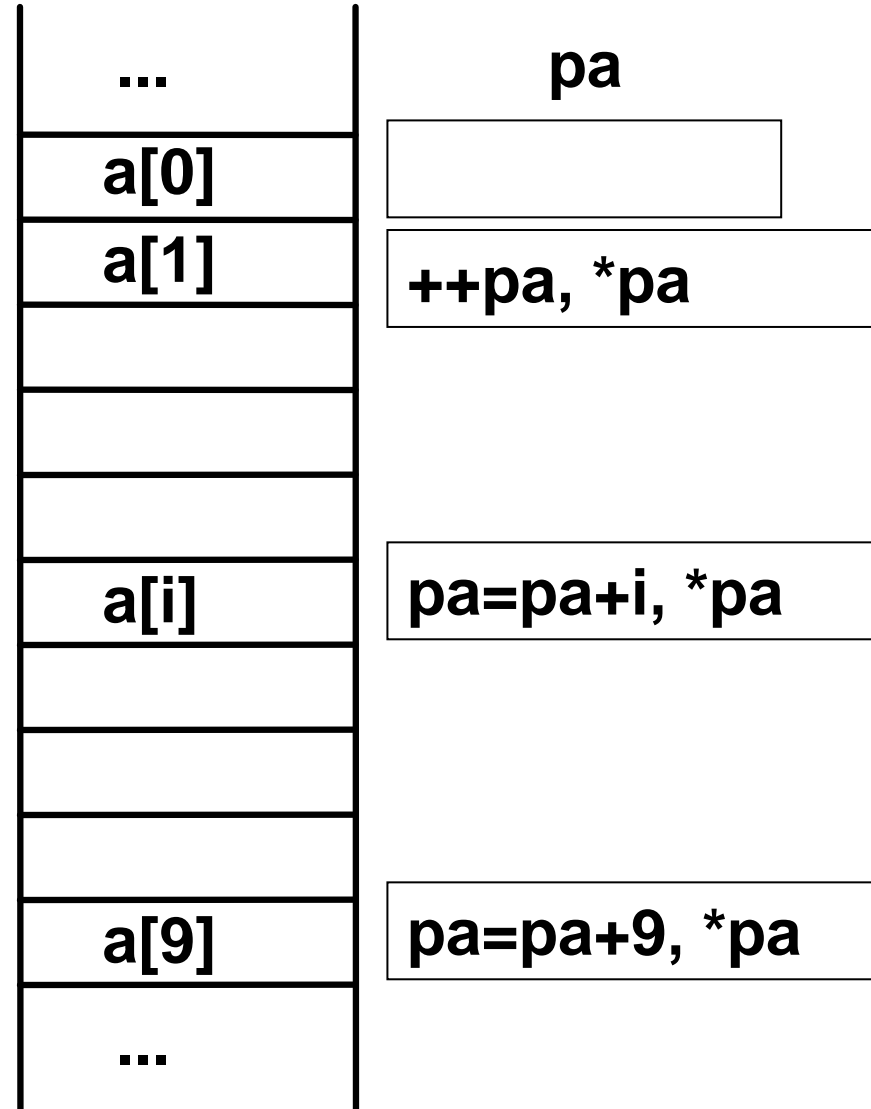 ...
pa
a[0]
a[1]
++pa, *pa
a[i]
pa=pa+i, *pa
a[9]
pa=pa+9, *pa
...